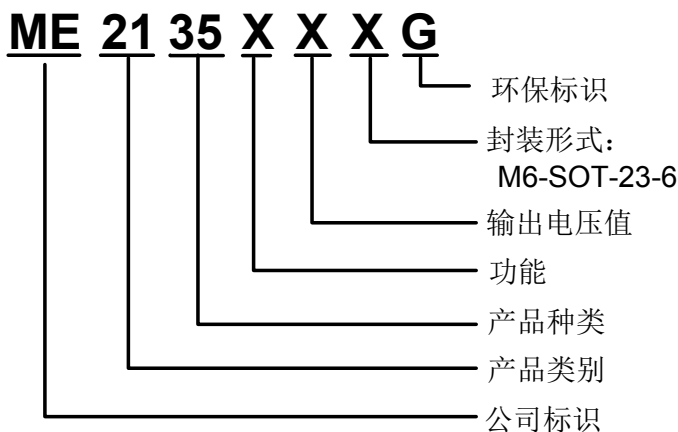 ME 21 35 X X X G
环保标识
封装形式：
M6-SOT-23-6
输出电压值
功能
产品种类
产品类别
公司标识